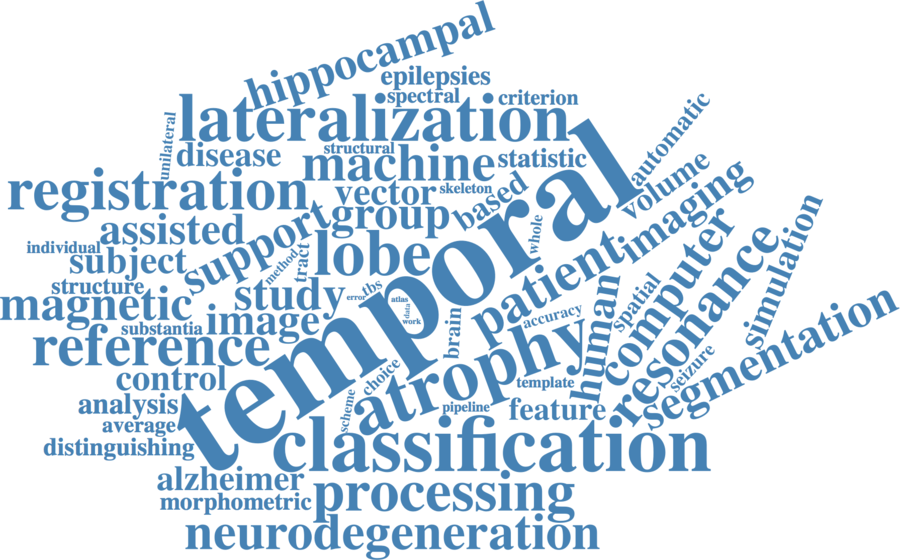 hippocampal
epilepsies
spectral
criterion
lateralization
automatic
unilateral
disease
structural
machine
statistic
registration
vector
skeleton
based
volume
imaging
assisted
support
group
whole
temporal
individual
subject
method
tract
lobe
patient
computer
resonance
simulation
structure
magnetic
study
error
tbs
atlas
data
work
substantia
image
brain
accuracy
human
spatial
reference
control
choice
atrophy
template
seizure
segmentation
analysis
scheme
pipeline
feature
average
distinguishing
classification
alzheimer
morphometric
processing
neurodegeneration